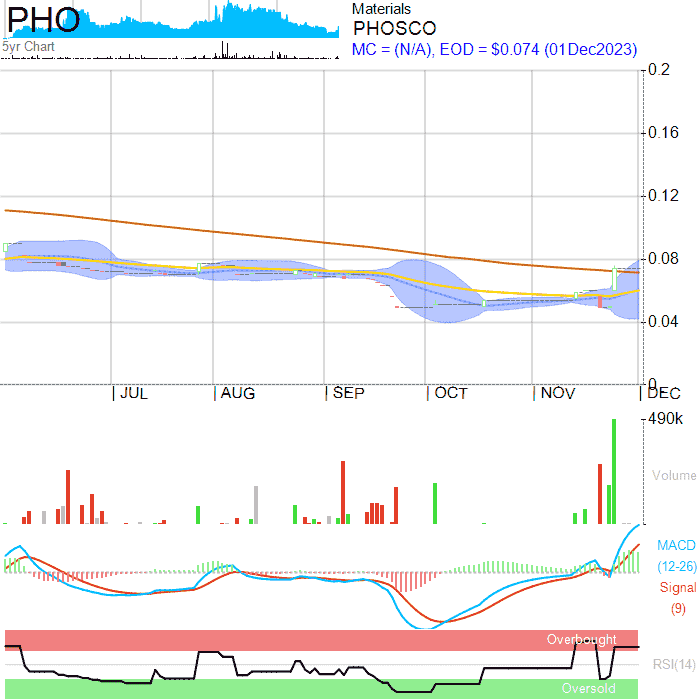 PHO
5yr Chart
Materials
PHOSCO
MC = (N/A), EOD = $0.074 (01Dec2023)
0.2
0.16
0.12
0.08
0.04
0
JUL AUG SEP OCT NOV DEC
490k
Volume
MACD
(12-26)
Signal
(9)
Overbought
RSI(14)
Oversold